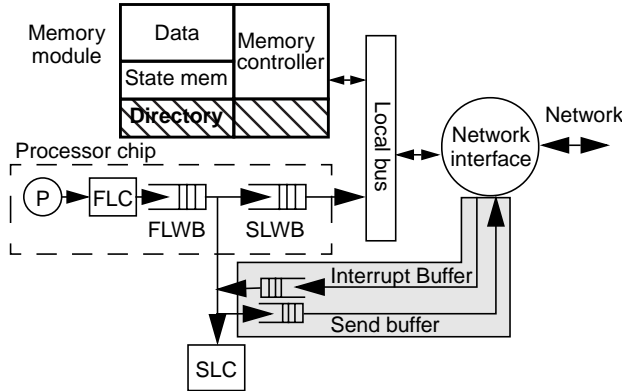 Memory
module
Data
State mem
Directory
Memory
controller
Local bus
Network
interface
Network
Processor chip
P
FLC
FLWB
SLWB
Interrupt Buffer
Send buffer
SLC